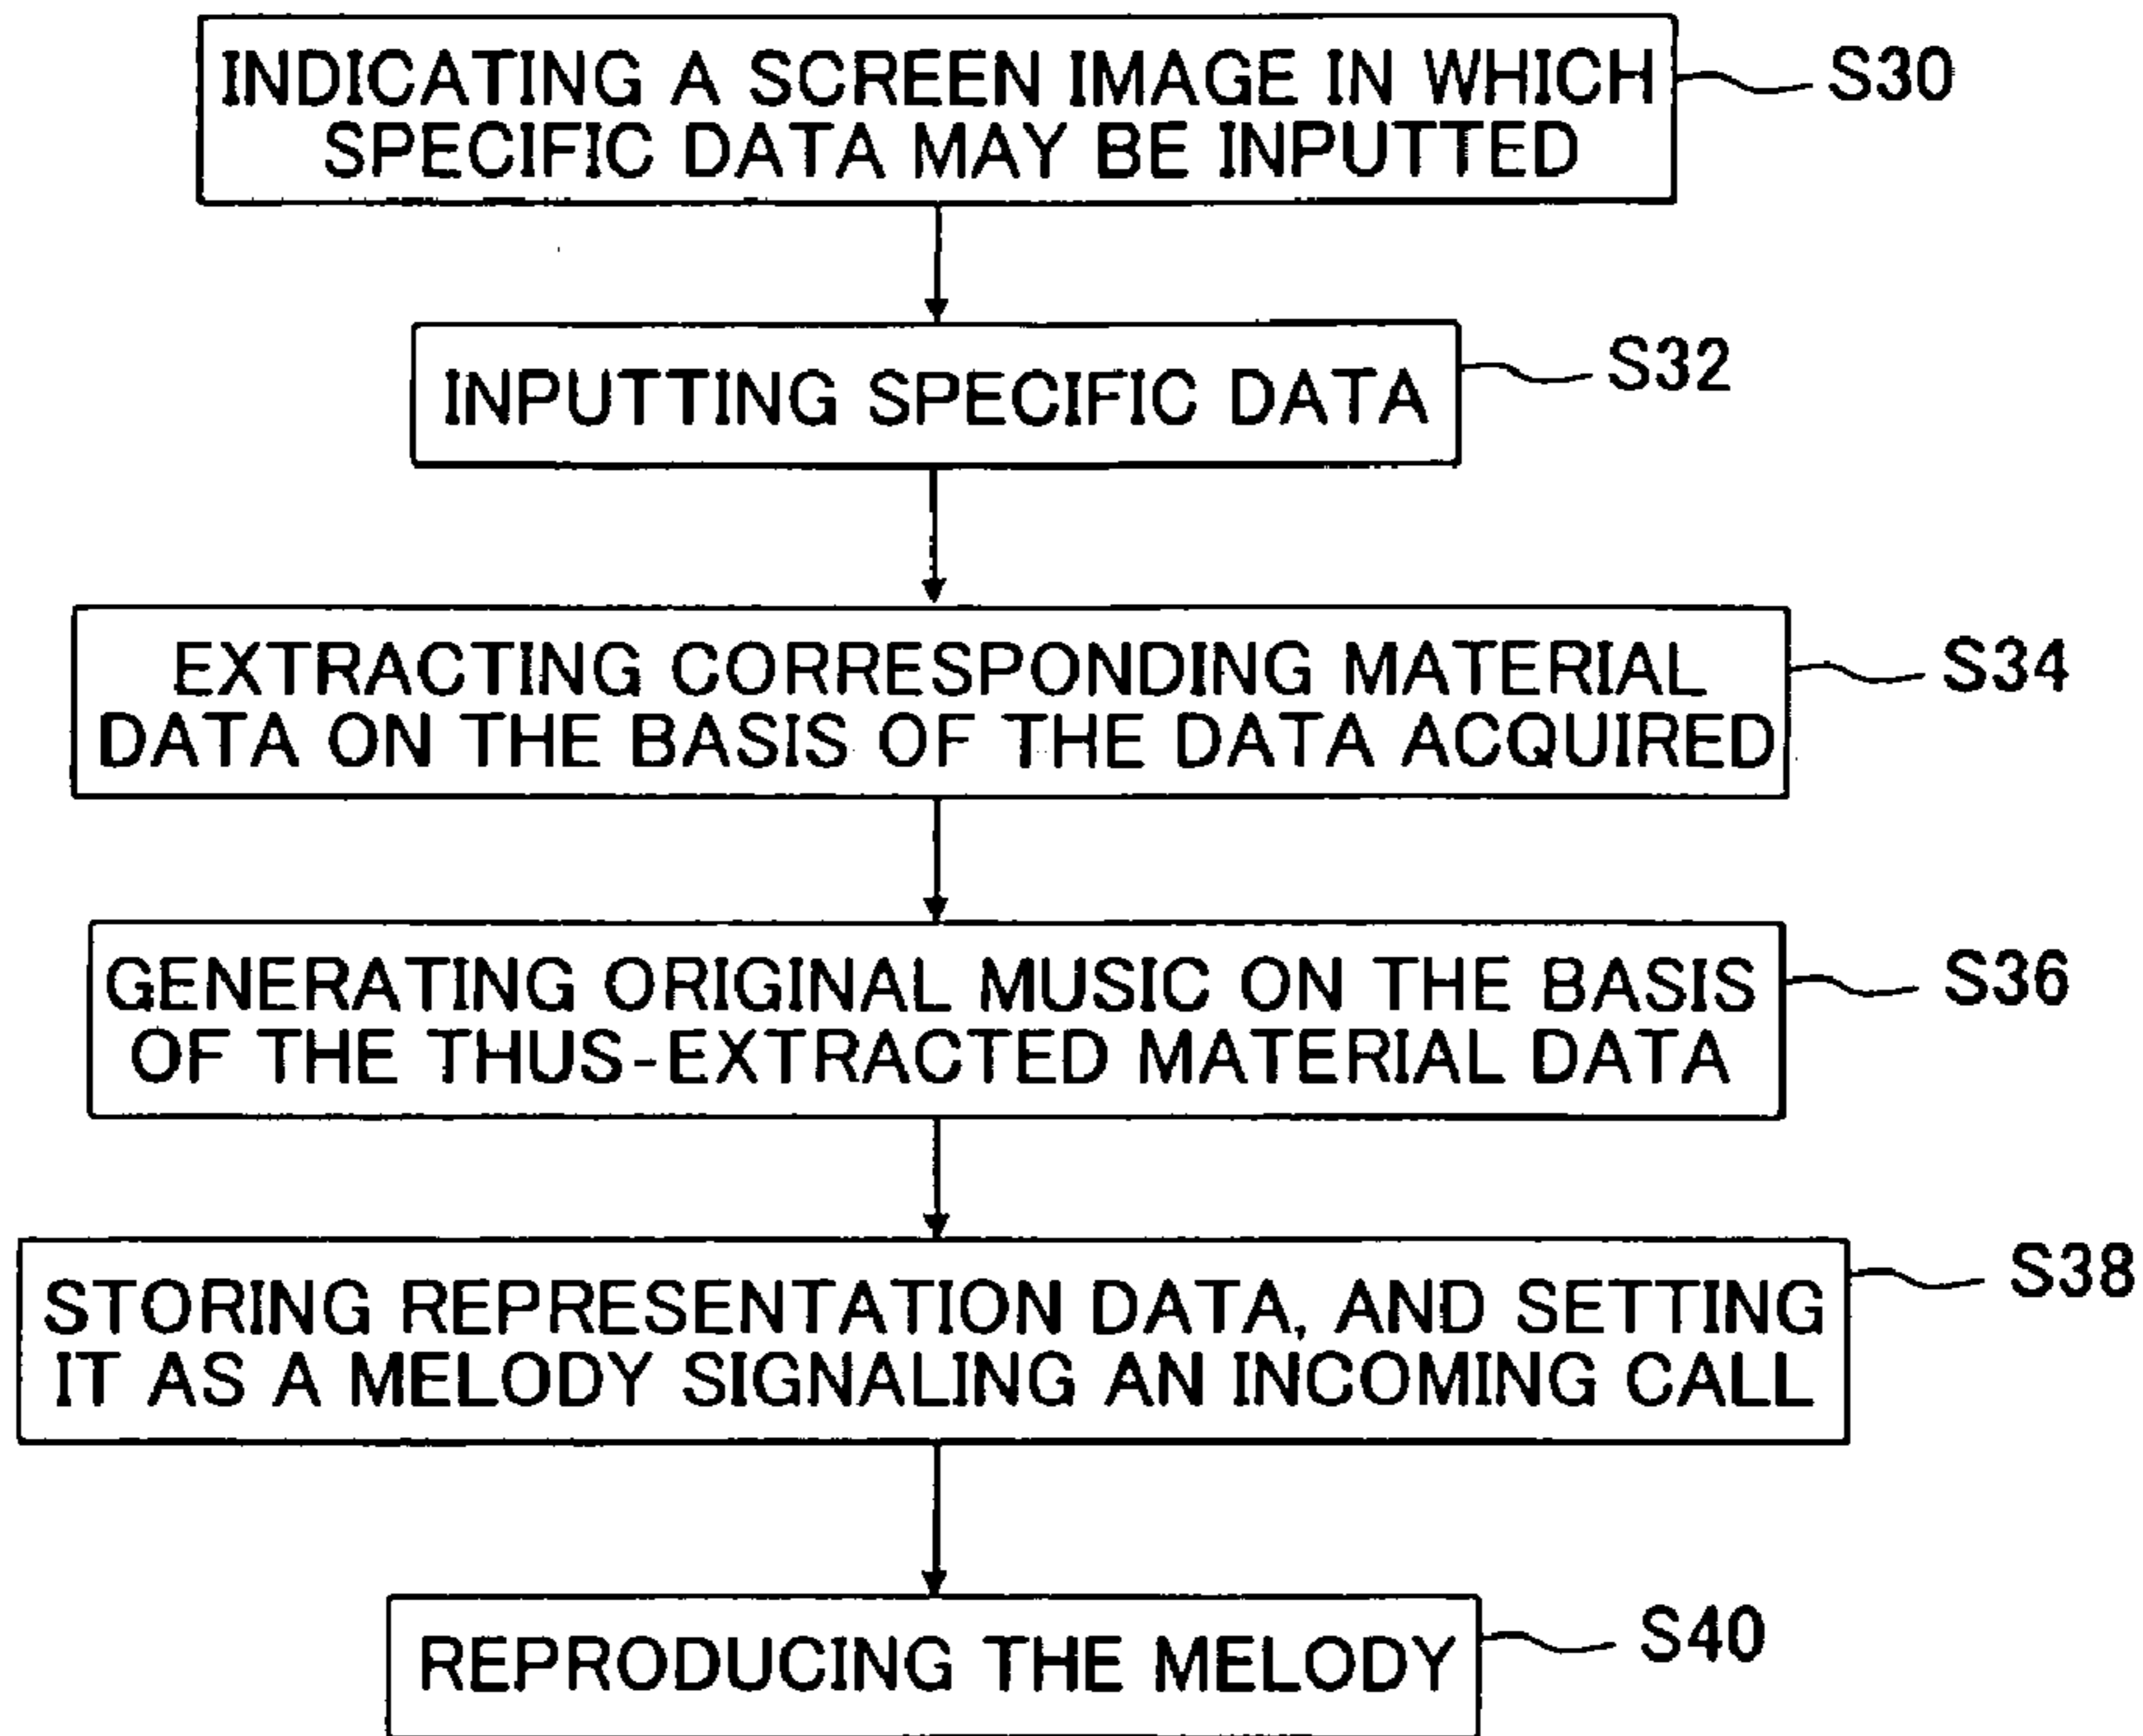 INDICATING A SCREEN IMAGE IN WHICH
SPECIFIC DATA MAY BE INPUTTED
S30
INPUTTING SPECIFIC DATA
S32
EXTRACTING CORRESPONDING MATERIAL
DATA ON THE BASIS OF THE DATA ACQUIRED
S34
GENERATING ORIGINAL MUSIC ON THE BASIS
OF THE THUS-EXTRACTED MATERIAL DATA
S36
STORING REPRESENTATION DATA, AND SETTING
IT AS A MELODY SIGNALING AN INCOMING CALL
S38
REPRODUCING THE MELODY
S40